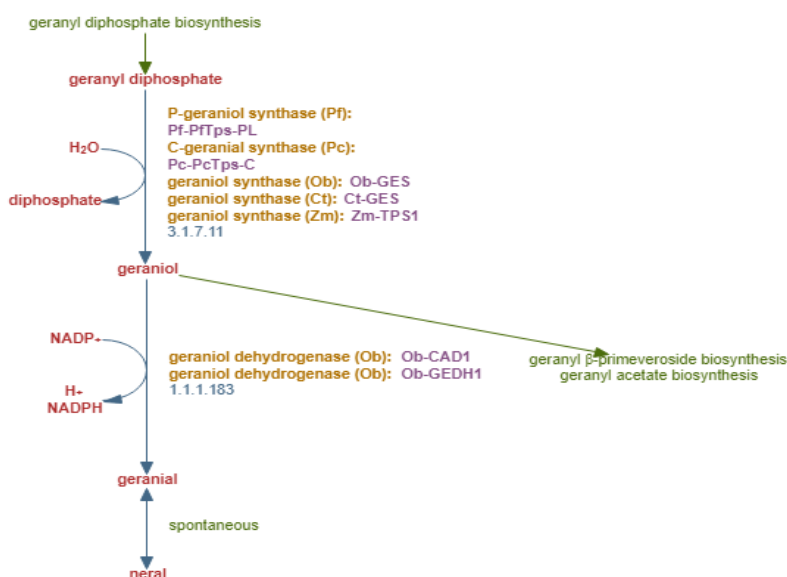 geranyl diphosphate biosynthesis
geranyl diphosphate
P-geraniol synthase (Pf):
Pf-PfTps-PL
H2O
C-geranial synthase (Pc):
Pc-PcTps-C
geraniol synthase (Ob): Ob-GES
diphosphate
geraniol synthase (Ct): Ct-GES
geraniol synthase (Zm): Zm-TPS1
3.1.7.11
geraniol
NADP+
geranyl β-primeveroside biosynthesis
geraniol dehydrogenase (Ob): Ob-CAD1
geranyl acetate biosynthesis
geraniol dehydrogenase (Ob): Ob-GEDH1
H+
1.1.1.183
NADPH
geranial
spontaneous
neral